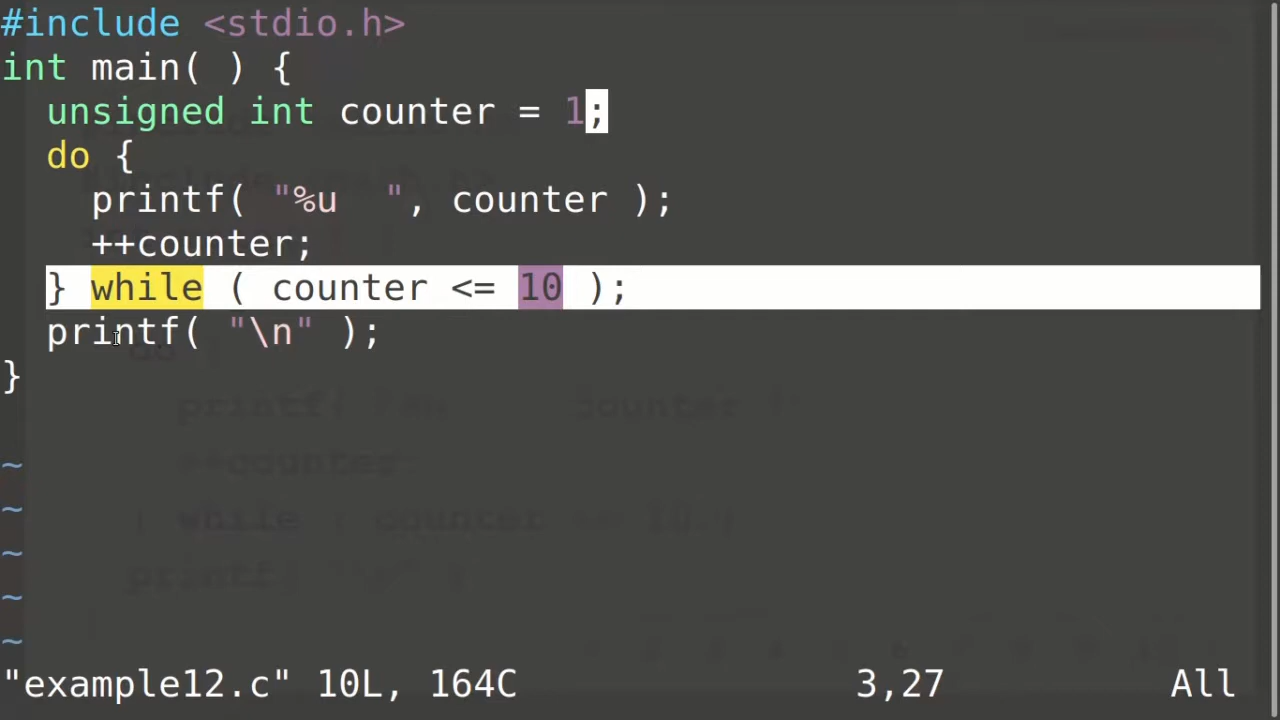 #include <stdio.h>
int main( ) {
  unsigned int counter = 1;
  do {
    printf( "%u  ", counter );
    ++counter;
  } while ( counter <= 10 );
  printf( "\n" );
}
~
~
~
~
~
"example12.c" 10L, 164C 3,27 All